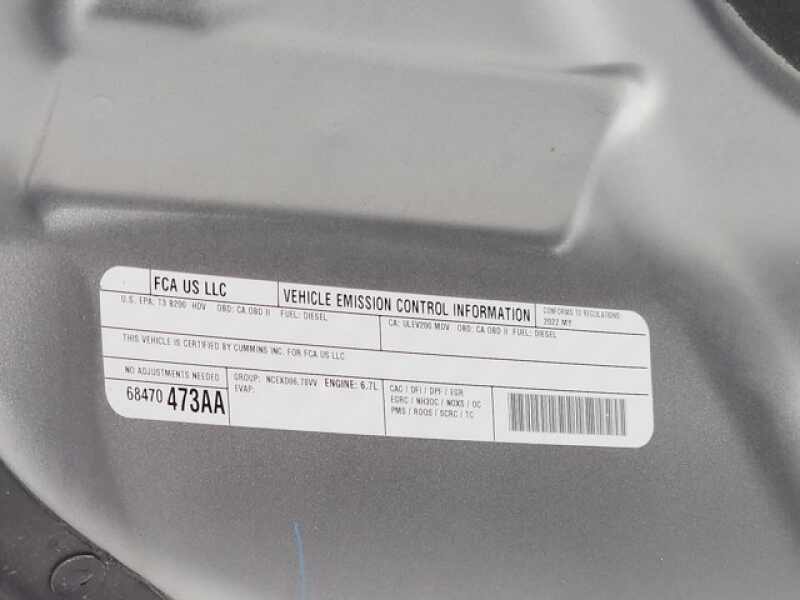 FCA US LLC
VEHICLE EMISSION CONTROL INFORMATION
CONFORMS TO REGULATIONS:
2022 MY
U.S. EPA: T3 B200 HDV OBD: CA OBD II FUEL: DIESEL
CA: ULEV200 MDV OBD: CA OBD II FUEL: DIESEL
THIS VEHICLE IS CERTIFIED BY CUMMINS INC. FOR FCA US LLC
NO ADJUSTMENTS NEEDED
68470 473AA
GROUP: NCEXD06.78VV ENGINE: 6.7L
EVAP:
CAC / DFI / DPF / EGR
EGRC / NH3OC / NOXS / OC
PMS / RDQS / SCRC / TC